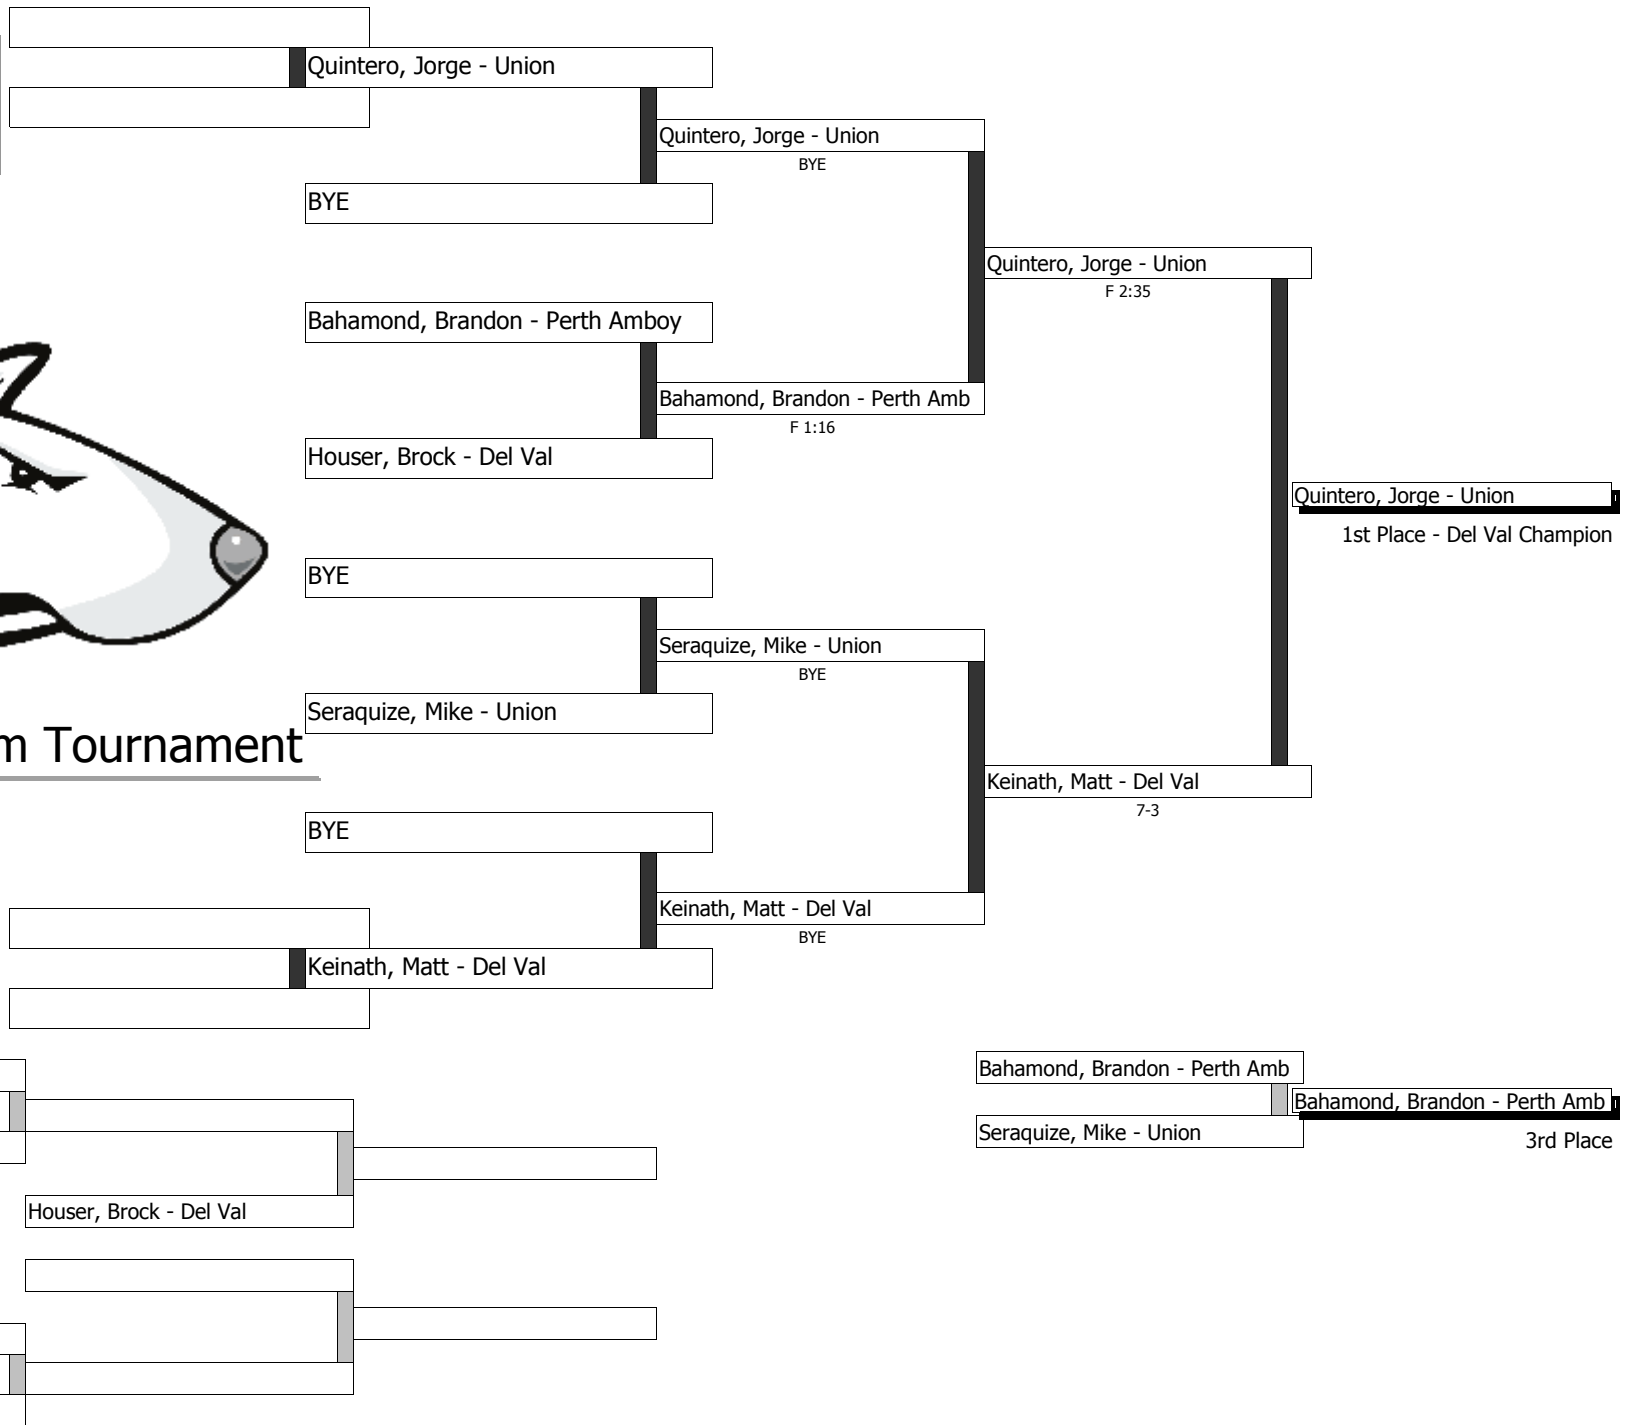 Quintero, Jorge - Union
Quintero, Jorge - Union
BYE
BYE
Quintero, Jorge - Union
F 2:35
Bahamond, Brandon - Perth Amboy
Bahamond, Brandon - Perth Amb
F 1:16
Houser, Brock - Del Val
Quintero, Jorge - Union
1st Place - Del Val Champion
BYE
Seraquize, Mike - Union
BYE
Seraquize, Mike - Union
m Tournament
Keinath, Matt - Del Val
7-3
BYE
Keinath, Matt - Del Val
BYE
Keinath, Matt - Del Val
Bahamond, Brandon - Perth Amb
Bahamond, Brandon - Perth Amb
Seraquize, Mike - Union
3rd Place
Houser, Brock - Del Val